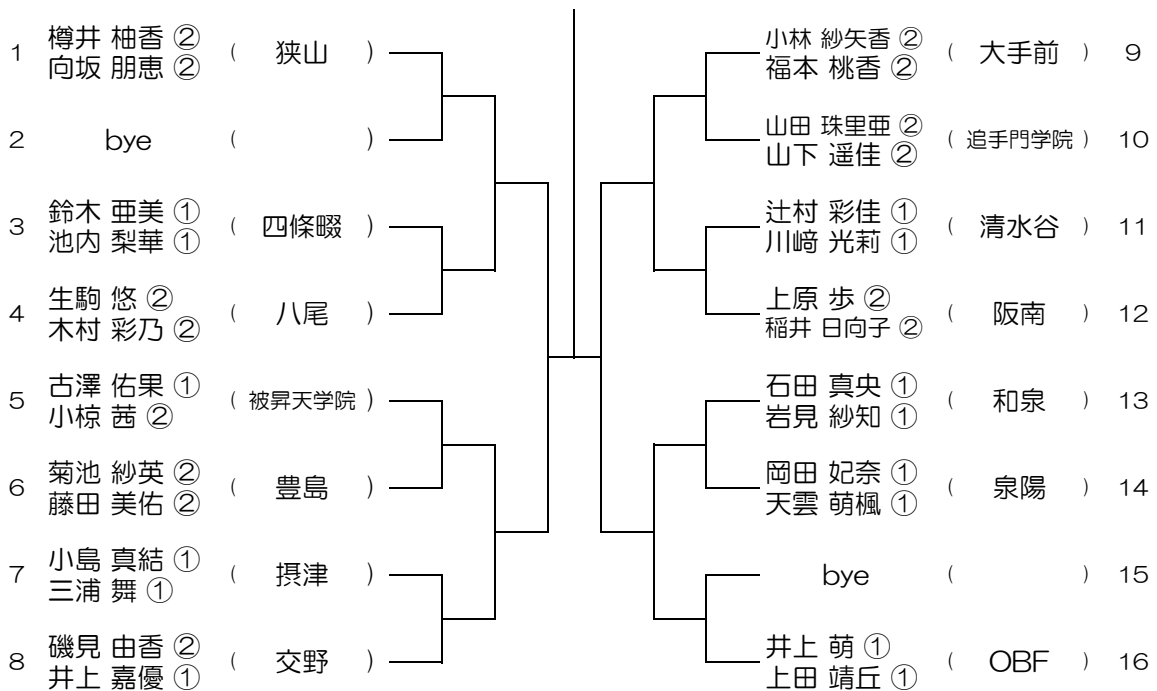 1 樽井 柚香 ② ( 狭山 )
向坂 朋恵 ②
2 bye ( )
3 鈴木 亜美 ① ( 四條畷 )
池内 梨華 ①
4 生駒 悠 ② ( 八尾 )
木村 彩乃 ②
5 古澤 佑果 ① ( 被昇天学院 )
小椋 茜 ②
6 菊池 紗英 ② ( 豊島 )
藤田 美佑 ②
7 小島 真結 ① ( 摂津 )
三浦 舞 ①
8 磯見 由香 ② ( 交野 )
井上 嘉優 ①
小林 紗矢香 ② ( 大手前 ) 9
福本 桃香 ②
山田 珠里亜 ② ( 追手門学院 ) 10
山下 遥佳 ②
辻村 彩佳 ① ( 清水谷 ) 11
川﨑 光莉 ①
上原 歩 ② ( 阪南 ) 12
稲井 日向子 ②
石田 真央 ① ( 和泉 ) 13
岩見 紗知 ①
岡田 妃奈 ① ( 泉陽 ) 14
天雲 萌楓 ①
bye ( ) 15
井上 萌 ① ( OBF ) 16
上田 靖丘 ①